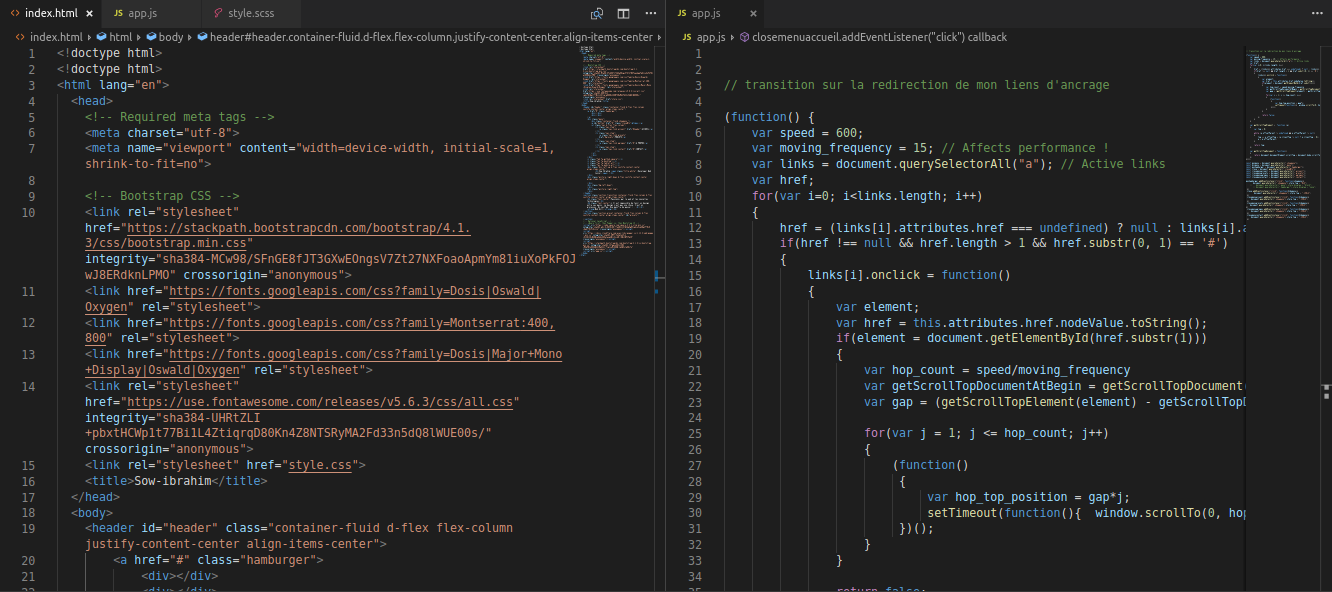 index.html
app.js
style.scss
index.html > html > body > header#header.container-fluid.d-flex.flex-column.justify-content-center.align-items-center >
1 <!doctype html>
2 <!doctype html>
3 <html lang="en">
4 <head>
5 <!-- Required meta tags -->
6 <meta charset="utf-8">
7 <meta name="viewport" content="width=device-width, initial-scale=1,
shrink-to-fit=no">
8
9 <!-- Bootstrap CSS -->
10 <link rel="stylesheet"
href="https://stackpath.bootstrapcdn.com/bootstrap/4.1.
3/css/bootstrap.min.css"
integrity="sha384-MCw98/SFnGE8fJT3GXwEOngsV7Zt27NXFoaoApmYm81iuXoPkFOJ
wJ8ERdknLPMO" crossorigin="anonymous">
11 <link href="https://fonts.googleapis.com/css?family=Dosis|Oswald|
Oxygen" rel="stylesheet">
12 <link href="https://fonts.googleapis.com/css?family=Montserrat:400,
800" rel="stylesheet">
13 <link href="https://fonts.googleapis.com/css?family=Dosis|Major+Mono
+Display|Oswald|Oxygen" rel="stylesheet">
14 <link rel="stylesheet"
href="https://use.fontawesome.com/releases/v5.6.3/css/all.css"
integrity="sha384-UHRtZLI
+pbxtHCWp1t77Bi1L4ZtiqrqD80Kn4Z8NTSRyMA2Fd33n5dQ8lWUE00s/"
crossorigin="anonymous">
15 <link rel="stylesheet" href="style.css">
16 <title>Sow-ibrahim</title>
17 </head>
18 <body>
19 <header id="header" class="container-fluid d-flex flex-column
justify-content-center align-items-center">
20 <a href="#" class="hamburger">
21 <div></div>
22 <div></div>
JS app.js
JS app.js > closemenuaccueil.addEventListener("click") callback
1
2
3 // transition sur la redirection de mon liens d'ancrage
4
5 (function() {
6 var speed = 600;
7 var moving_frequency = 15; // Affects performance !
8 var links = document.querySelectorAll("a"); // Active links
9 var href;
10 for(var i=0; i<links.length; i++)
11 {
12 href = (links[i].attributes.href === undefined) ? null : links[i].a
13 if(href !== null && href.length > 1 && href.substr(0, 1) == '#')
14 {
15 links[i].onclick = function()
16 {
17 var element;
18 var href = this.attributes.href.nodeValue.toString();
19 if(element = document.getElementById(href.substr(1)))
20 {
21 var hop_count = speed/moving_frequency
22 var getScrollTopDocumentAtBegin = getScrollTopDocument(
23 var gap = (getScrollTopElement(element) - getScrollTopD
24
25 for(var j = 1; j <= hop_count; j++)
26 {
27 (function()
28 {
29 var hop_top_position = gap*j;
30 setTimeout(function(){ window.scrollTo(0, hop
31 })();
32 }
33 }
34
35 return false;